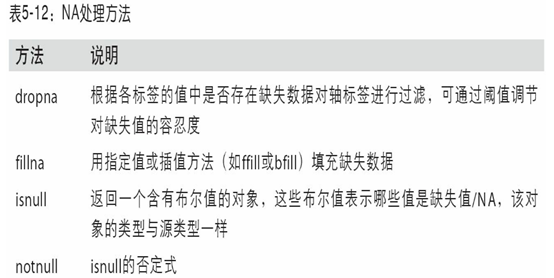 表5-12：NA处理方法
方法 说明
dropna 根据各标签的值中是否存在缺失数据对轴标签进行过滤，可通过阈值调节
对缺失值的容忍度
fillna 用指定值或插值方法（如ffill或bfill）填充缺失数据
isnull 返回一个含有布尔值的对象，这些布尔值表示哪些值是缺失值/NA，该对
象的类型与源类型一样
notnull isnull的否定式